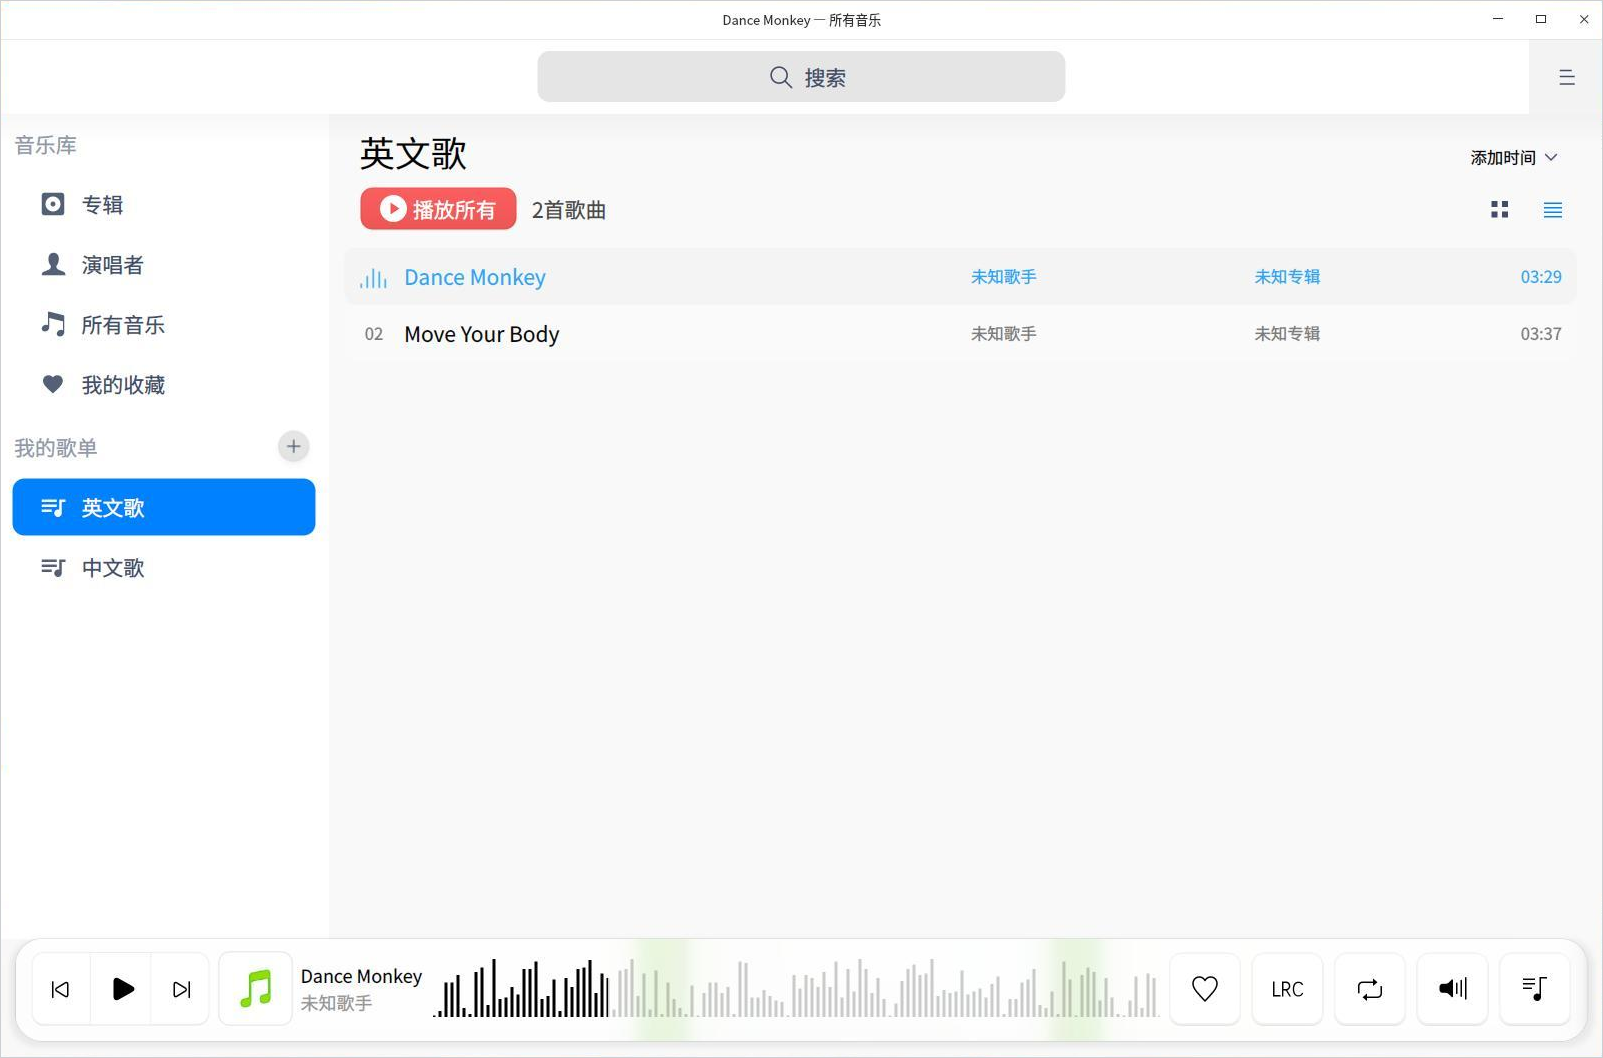 Dance Monkey — 所有音乐
搜索
音乐库
专辑
演唱者
所有音乐
我的收藏
我的歌单
英文歌
中文歌
英文歌
添加时间
播放所有 2首歌曲
Dance Monkey 未知歌手 未知专辑 03:29
02 Move Your Body 未知歌手 未知专辑 03:37
Dance Monkey
未知歌手
LRC